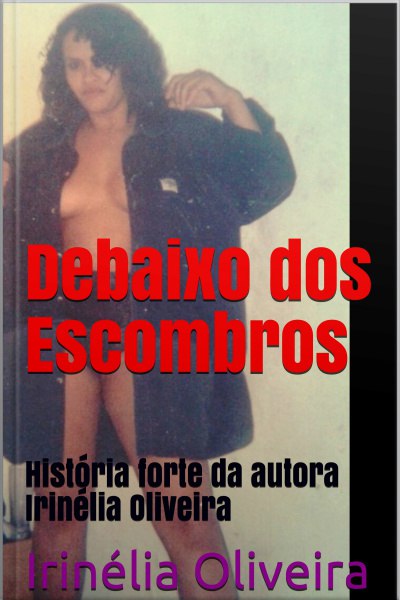 Debaixo dos
Escombros
História forte da autora
Irinélia Oliveira
Irinélia Oliveira